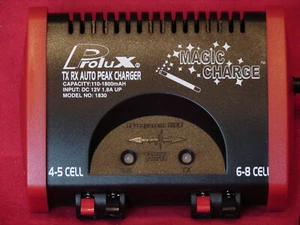 Prolux®
MAGIC
CHARGE™
TX RX AUTO PEAK CHARGER
CAPACITY:110-1800mAH
INPUT: DC 12V 1.8A UP
MODEL NO: 1830
4-5 CELL
6-8 CELL